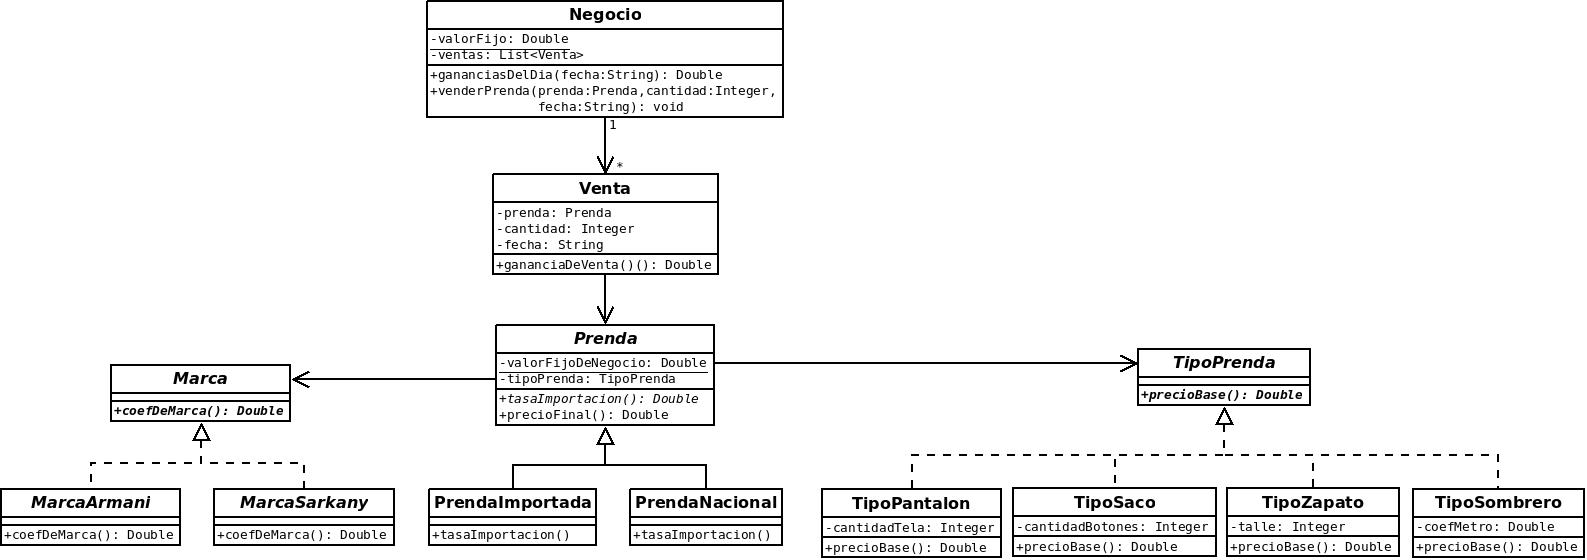 Negocio
-valorFijo: Double
-ventas: List<Venta>
+gananciasDelDia(fecha:String): Double
+venderPrenda(prenda:Prenda,cantidad:Integer,
fecha:String): void
1
*
Venta
-prenda: Prenda
-cantidad: Integer
-fecha: String
+gananciaDeVenta()(): Double
Prenda
-valorFijoDeNegocio: Double
-tipoPrenda: TipoPrenda
+tasaImportacion(): Double
+precioFinal(): Double
Marca
+coefDeMarca(): Double
TipoPrenda
+precioBase(): Double
MarcaArmani
+coefDeMarca(): Double
MarcaSarkany
+coefDeMarca(): Double
PrendaImportada
+tasaImportacion()
PrendaNacional
+tasaImportacion()
TipoPantalon
-cantidadTela: Integer
+precioBase(): Double
TipoSaco
-cantidadBotones: Integer
+precioBase(): Double
TipoZapato
-talle: Integer
+precioBase(): Double
TipoSombrero
-coefMetro: Double
+precioBase(): Double